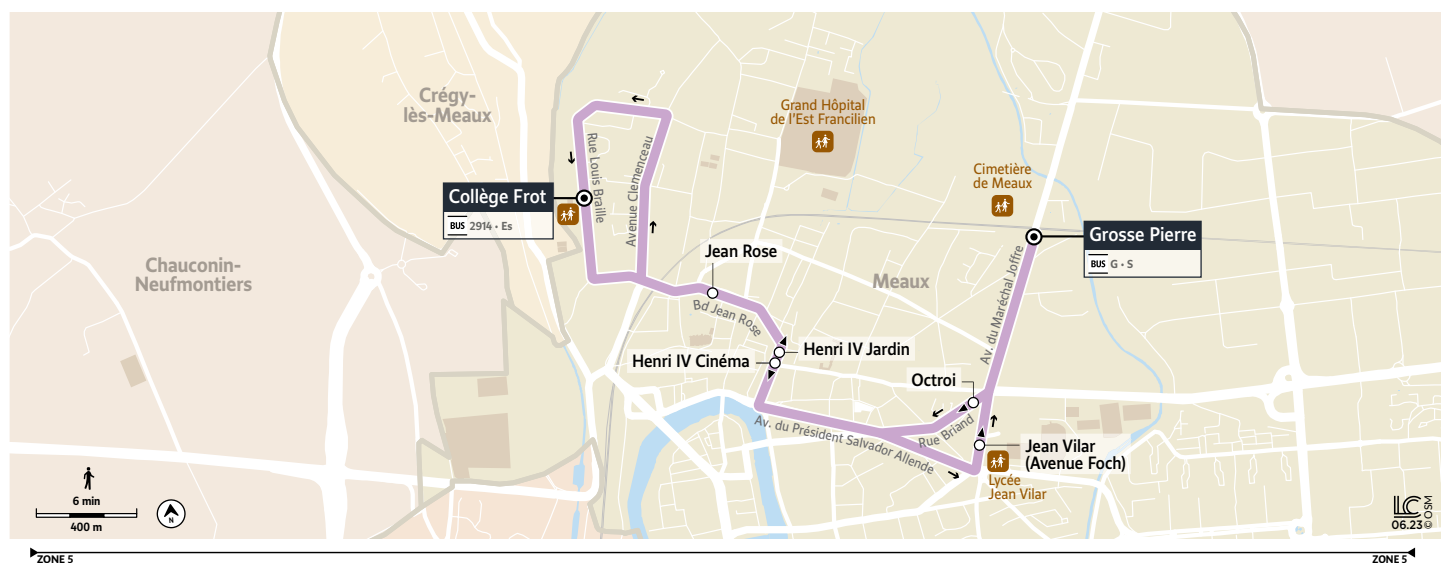 Crégy-
lès-Meaux
Grand Hôpital
de l'Est Francilien
Cimetière
de Meaux
Rue Louis Braille
Avenue Clemenceau
Collège Frot
BUS 2914 • Es
Grosse Pierre
BUS G • S
Chauconin-
Neufmontiers
Jean Rose
Meaux
Bd Jean Rose
Av. du Maréchal Joffre
Henri IV Jardin
Henri IV Cinéma
Octroi
Av. du Président Salvador Allende
Rue Briand
Jean Vilar
(Avenue Foch)
Lycée
Jean Vilar
6 min
400 m
N
LC
06.23
© OSM
ZONE 5
ZONE 5